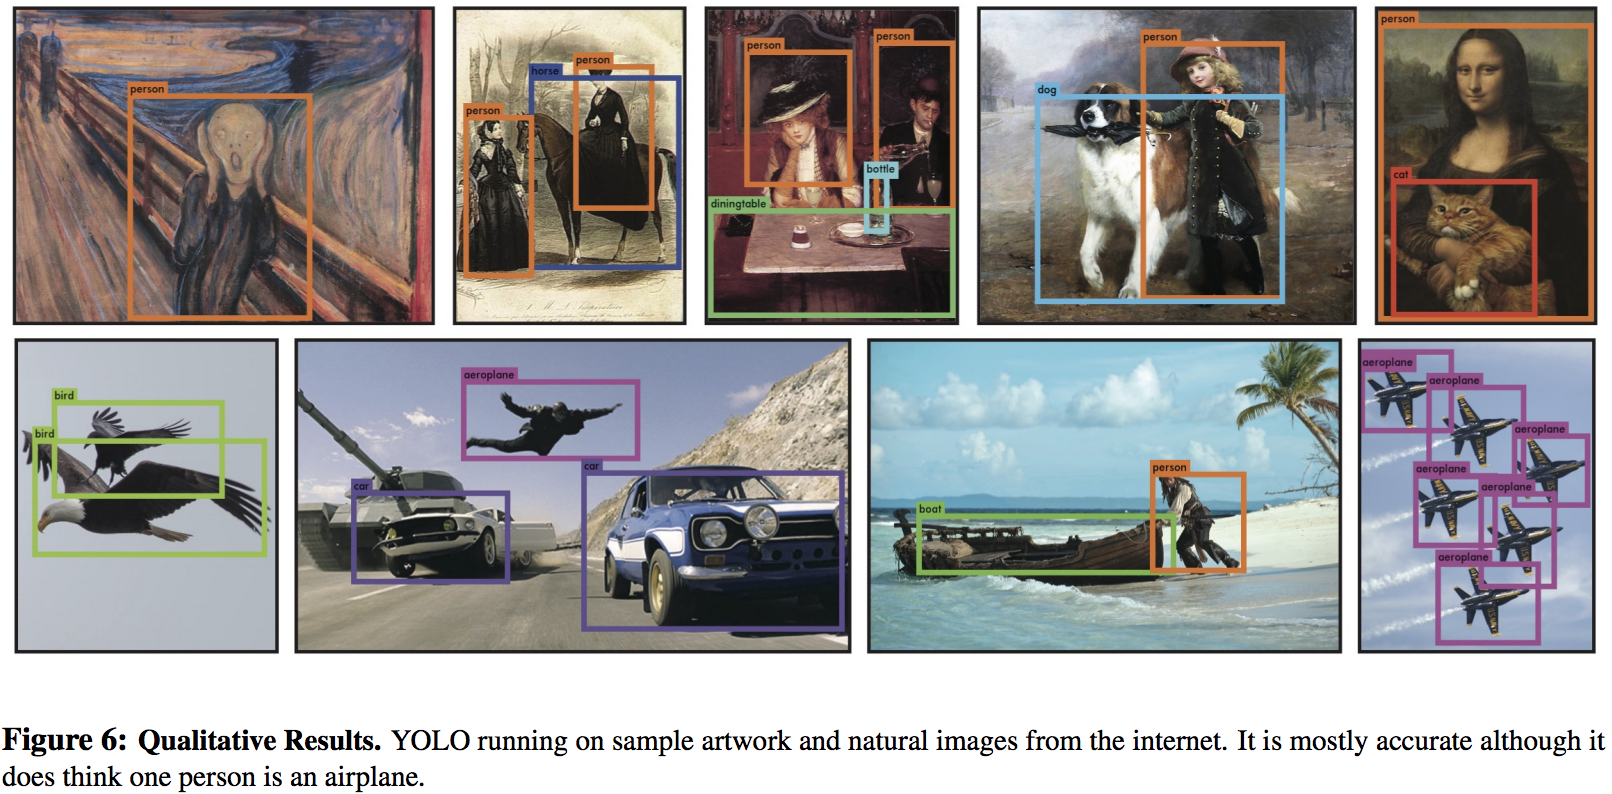 person
person
horse
person
person
person
bottle
diningtable
person
dog
person
cat
bird
bird
aeroplane
car
car
person
boat
aeroplane
aeroplane
aeroplane
aeroplane
aeroplane
aeroplane
Figure 6: Qualitative Results. YOLO running on sample artwork and natural images from the internet. It is mostly accurate although it
does think one person is an airplane.